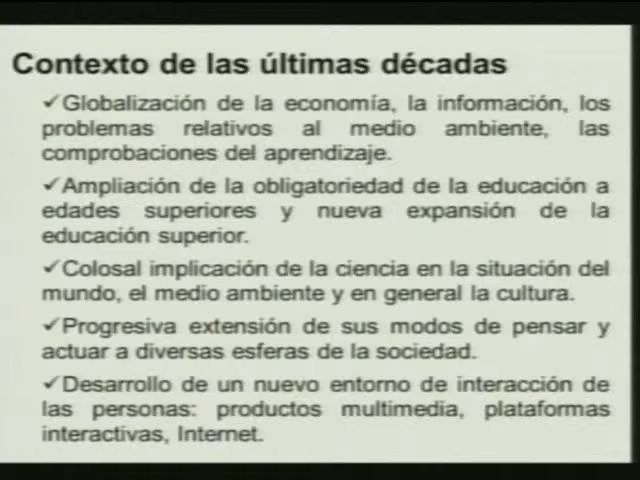 Contexto de las últimas décadas
✓Globalización de la economía, la información, los
problemas relativos al medio ambiente, las
comprobaciones del aprendizaje.
✓Ampliación de la obligatoriedad de la educación a
edades superiores y nueva expansión de la
educación superior.
✓Colosal implicación de la ciencia en la situación del
mundo, el medio ambiente y en general la cultura.
✓Progresiva extensión de sus modos de pensar y
actuar a diversas esferas de la sociedad.
✓Desarrollo de un nuevo entorno de interacción de
las personas: productos multimedia, plataformas
interactivas, Internet.